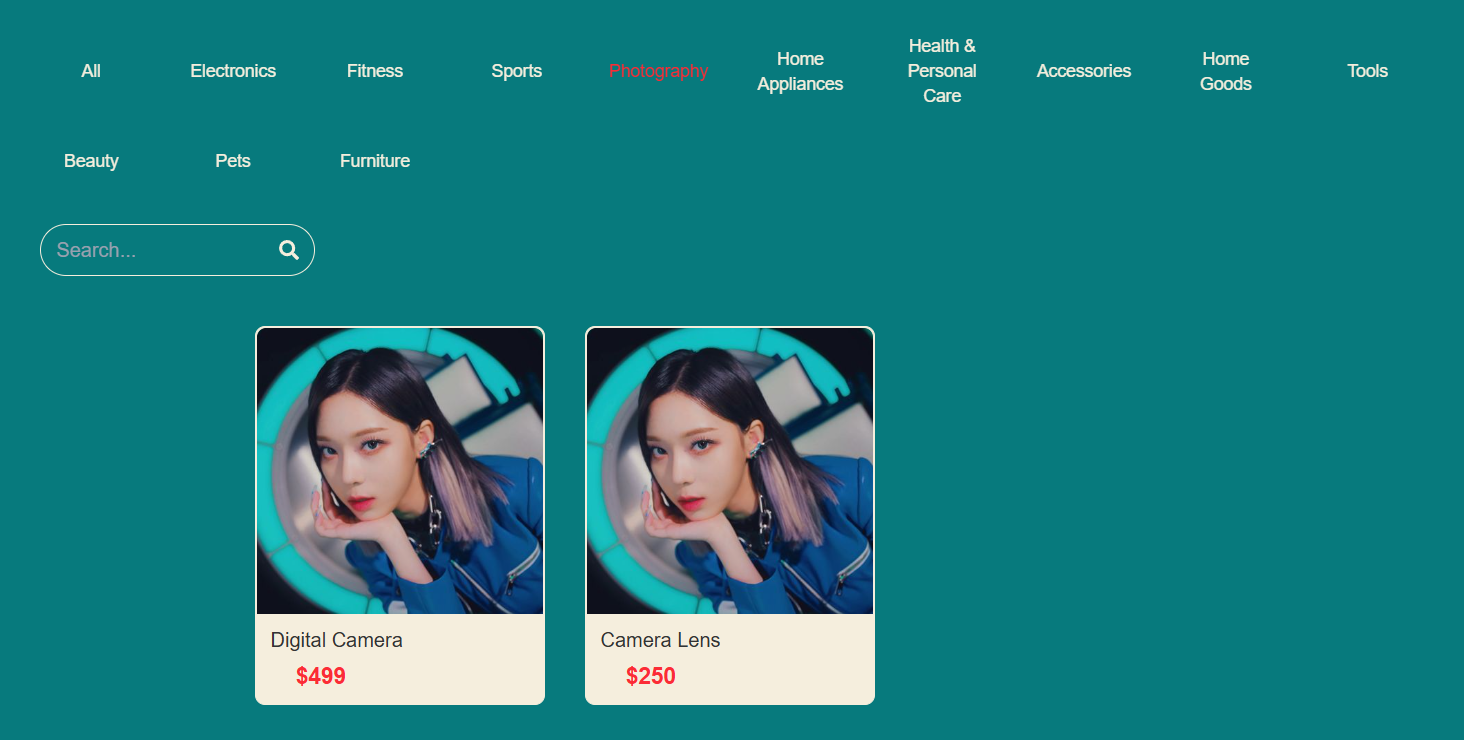 All
Electronics
Fitness
Sports
Photography
Home
Appliances
Health &
Personal
Care
Accessories
Home
Goods
Tools
Beauty
Pets
Furniture
Search...
Digital Camera
$499
Camera Lens
$250